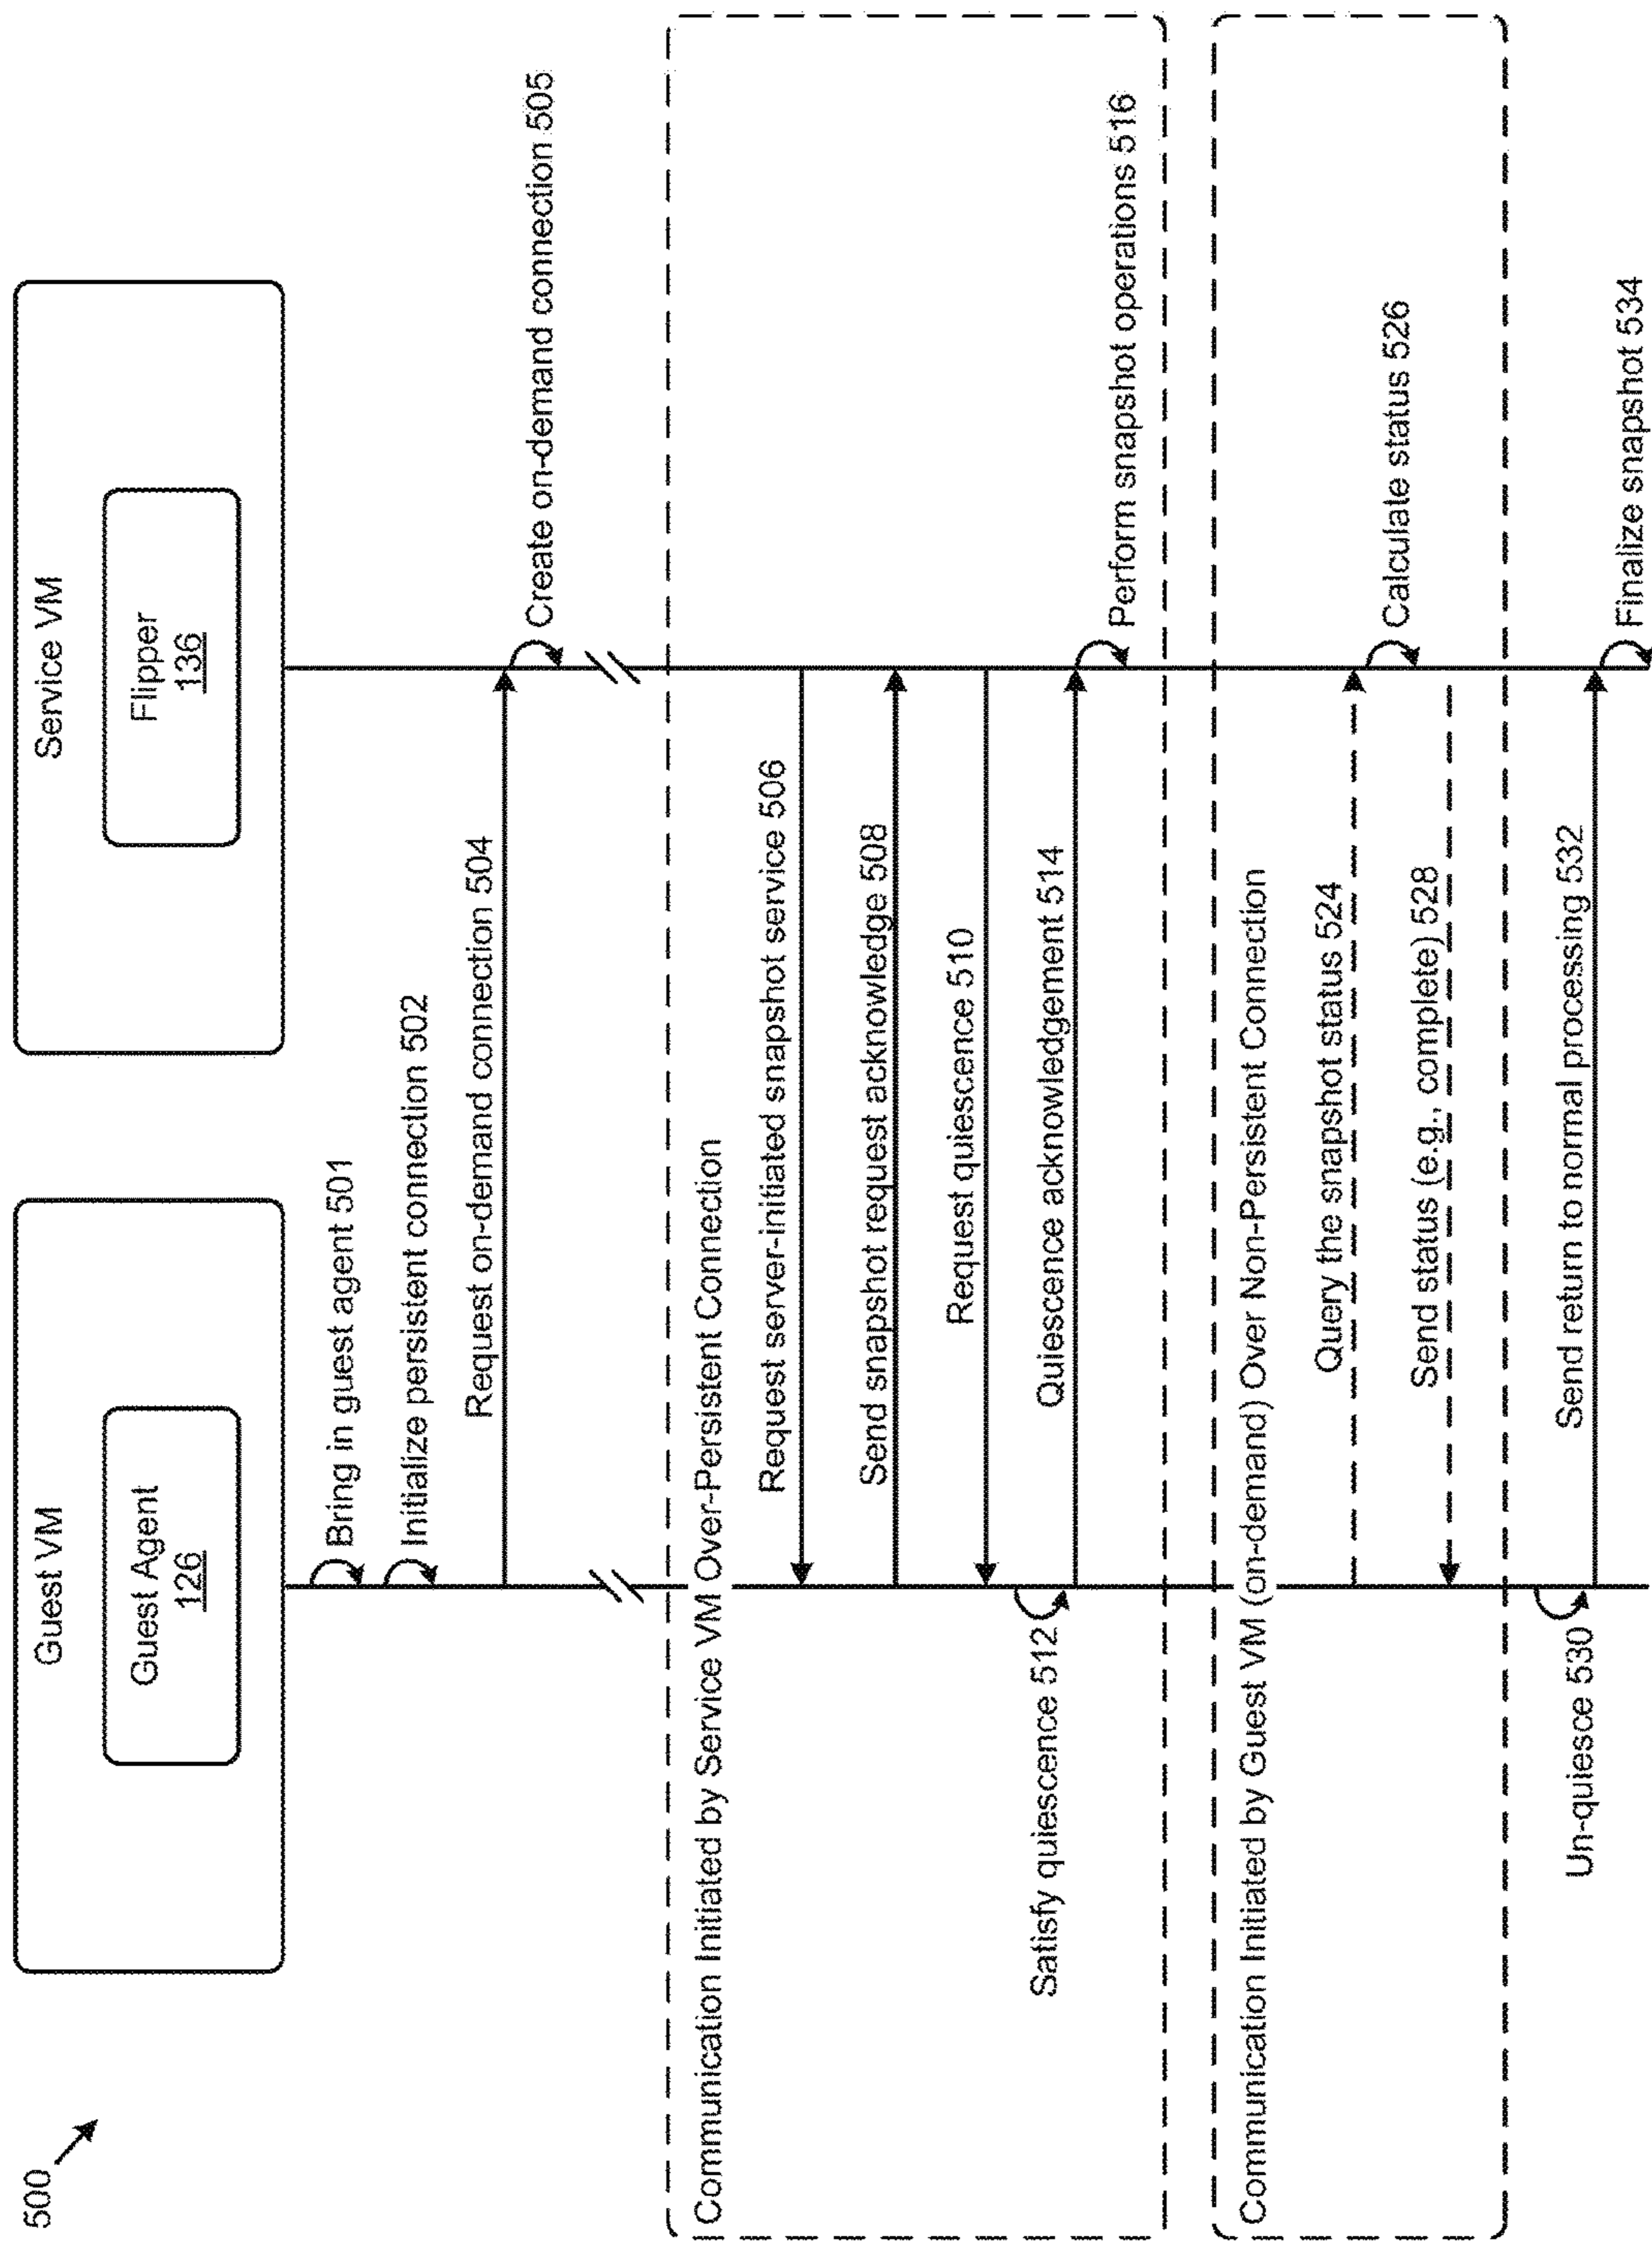 500
Guest VM
Guest Agent
126
Service VM
Flipper
136
Bring in guest agent 501
Initialize persistent connection 502
Request on-demand connection 504
Create on-demand connection 505
Communication Initiated by Service VM Over-Persistent Connection
Request server-initiated snapshot service 506
Send snapshot request acknowledge 508
Request quiescence 510
Satisfy quiescence 512
Quiescence acknowledgement 514
Perform snapshot operations 516
Communication Initiated by Guest VM (on-demand) Over Non-Persistent Connection
Query the snapshot status 524
Calculate status 526
Send status (e.g., complete) 528
Un-quiesce 530
Send return to normal processing 532
Finalize snapshot 534